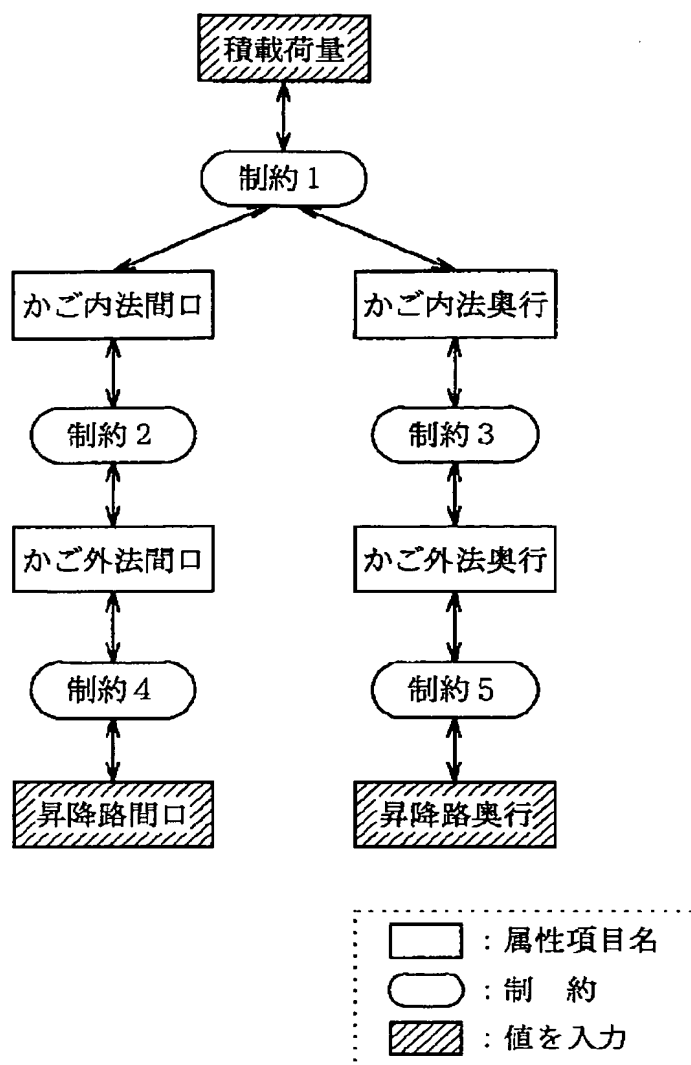 積載荷量
制約1
かご内法間口 かご内法奥行
制約2 制約3
かご外法間口 かご外法奥行
制約4 制約5
昇降路間口 昇降路奥行
：属性項目名
：制　約
：値を入力